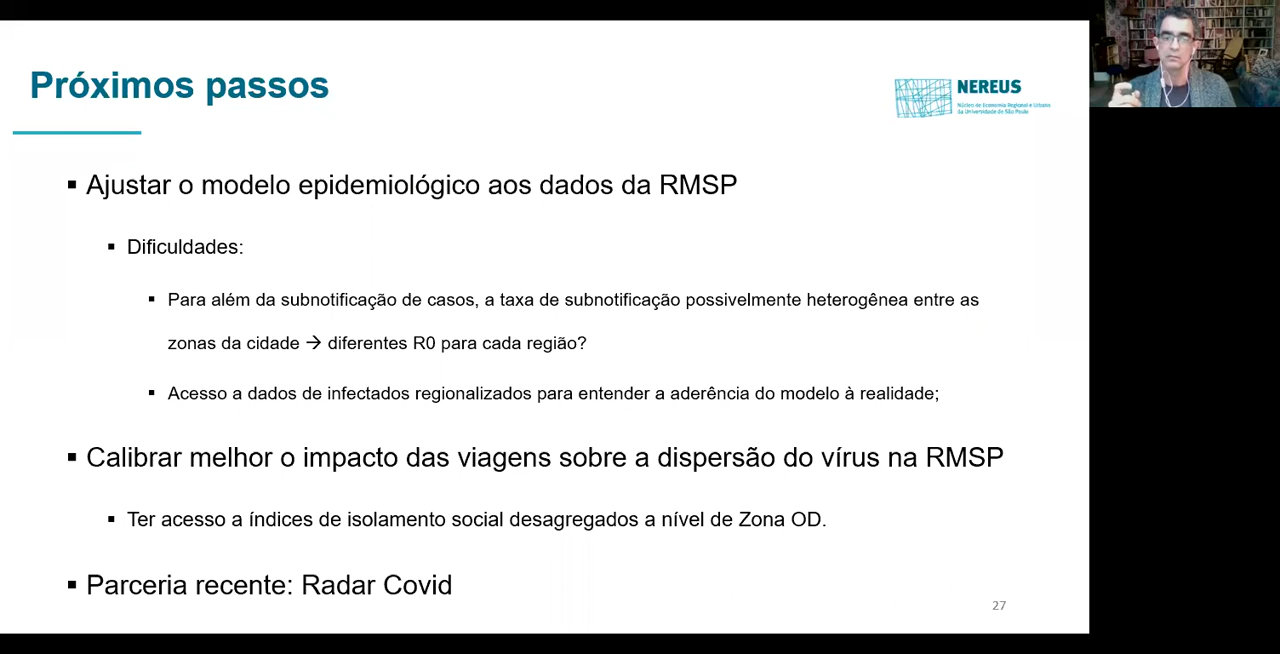 Próximos passos
NEREUS
Núcleo de Economia Regional e Urbana
da Universidade de São Paulo
▪ Ajustar o modelo epidemiológico aos dados da RMSP
▪ Dificuldades:
▪ Para além da subnotificação de casos, a taxa de subnotificação possivelmente heterogênea entre as
zonas da cidade → diferentes R0 para cada região?
▪ Acesso a dados de infectados regionalizados para entender a aderência do modelo à realidade;
▪ Calibrar melhor o impacto das viagens sobre a dispersão do vírus na RMSP
▪ Ter acesso a índices de isolamento social desagregados a nível de Zona OD.
▪ Parceria recente: Radar Covid
27